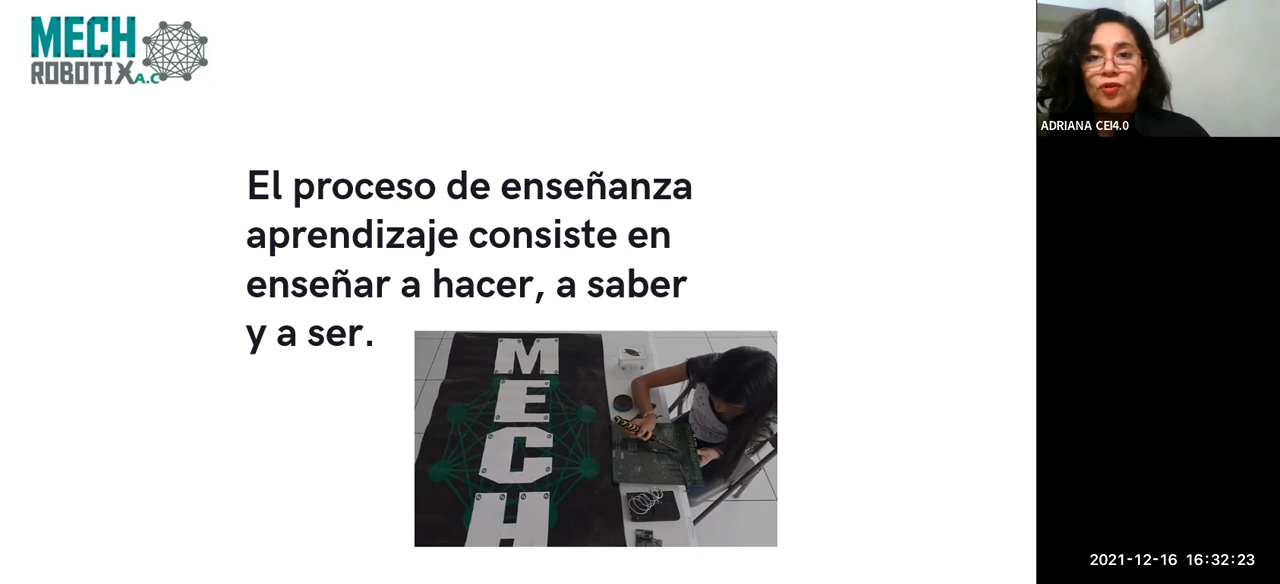 MECH
ROBOTIX A.C
El proceso de enseñanza
aprendizaje consiste en
enseñar a hacer, a saber
y a ser.
M
E
C
H
ADRIANA CEI4.0
2021-12-16 16:32:23